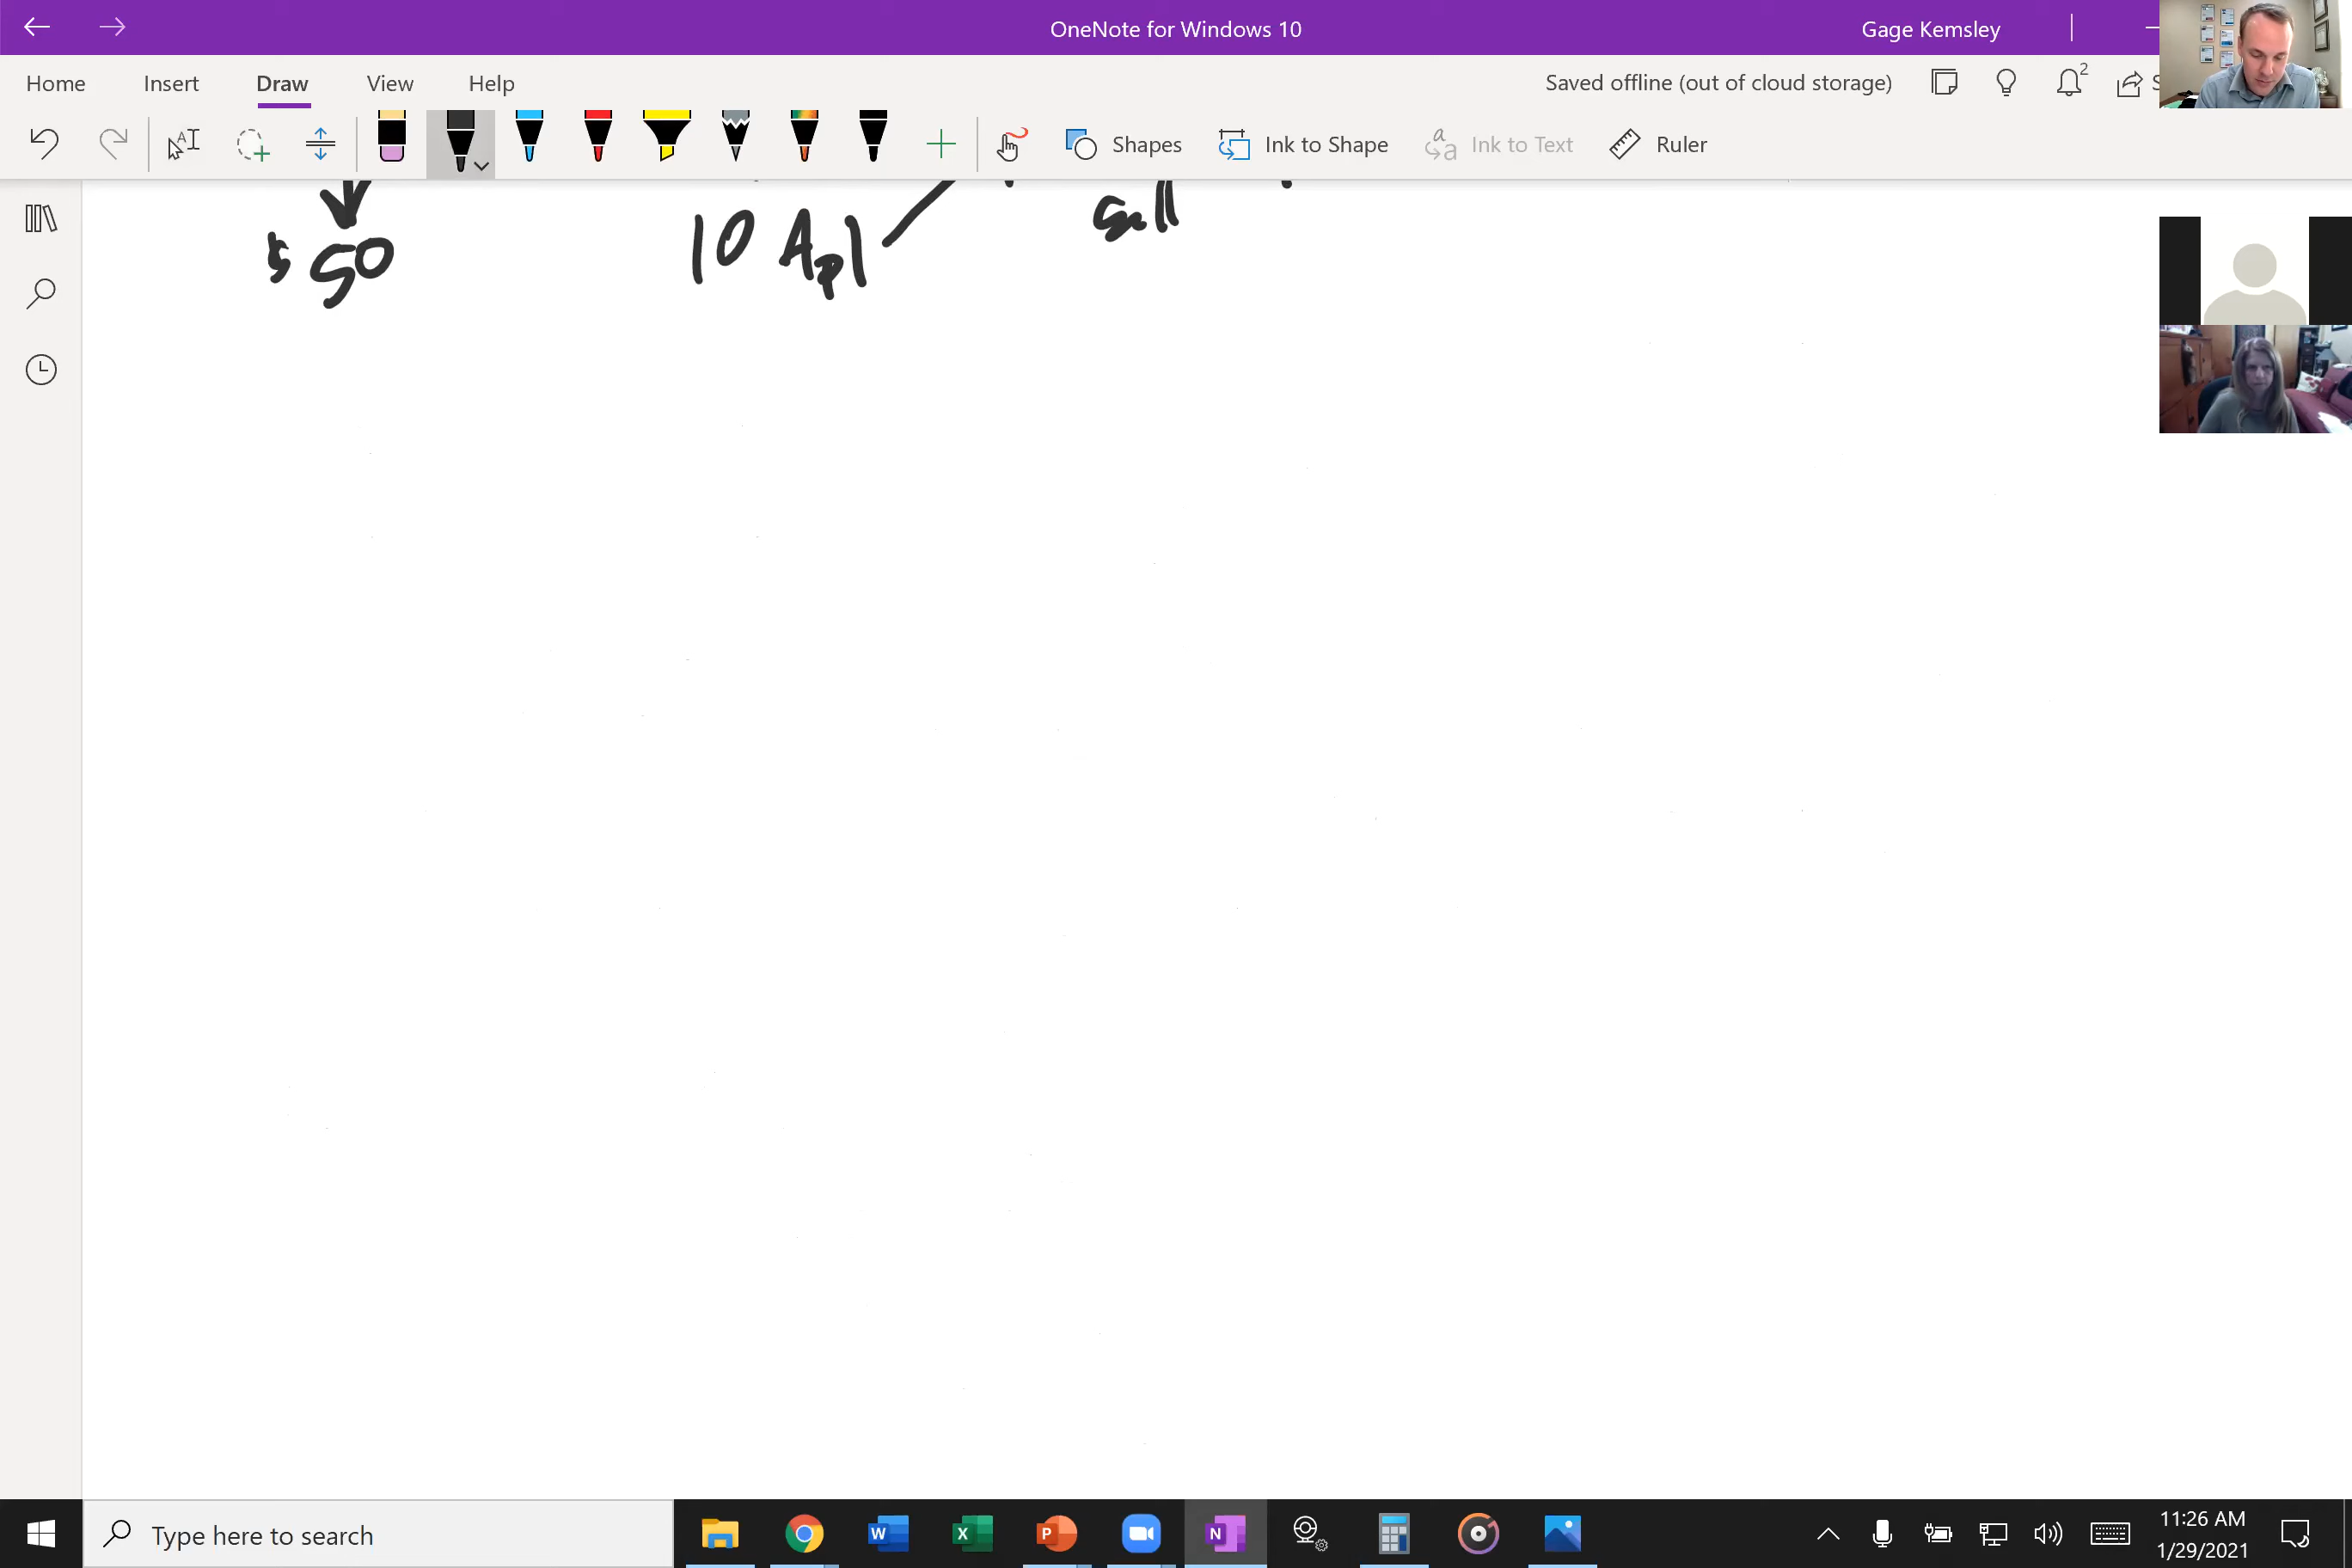 OneNote for Windows 10
Gage Kemsley
Home Insert Draw View Help
Saved offline (out of cloud storage)
2
Shapes Ink to Shape Ink to Text Ruler
sell
$ 50
10 Apl
Type here to search
11:26 AM
1/29/2021